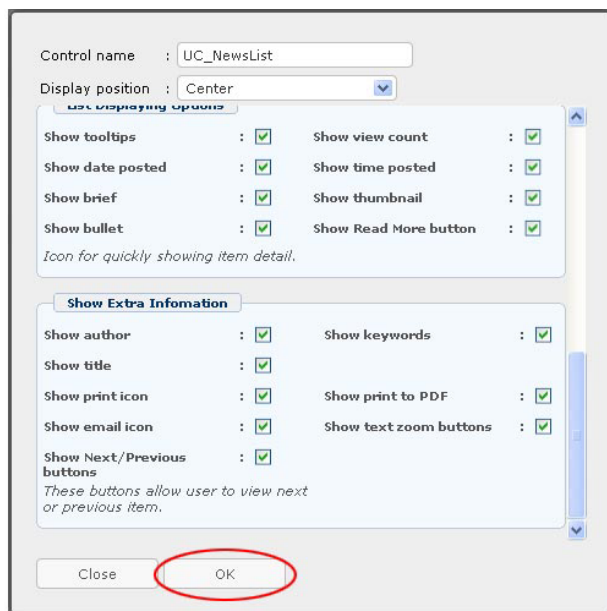 Control name : UC_NewsList
Display position : Center
List Displaying Options
Show tooltips : Show view count :
Show date posted : Show time posted :
Show brief : Show thumbnail :
Show bullet : Show Read More button :
Icon for quickly showing item detail.
Show Extra Infomation
Show author : Show keywords :
Show title :
Show print icon : Show print to PDF :
Show email icon : Show text zoom buttons :
Show Next/Previous :
buttons
These buttons allow user to view next
or previous item.
Close OK